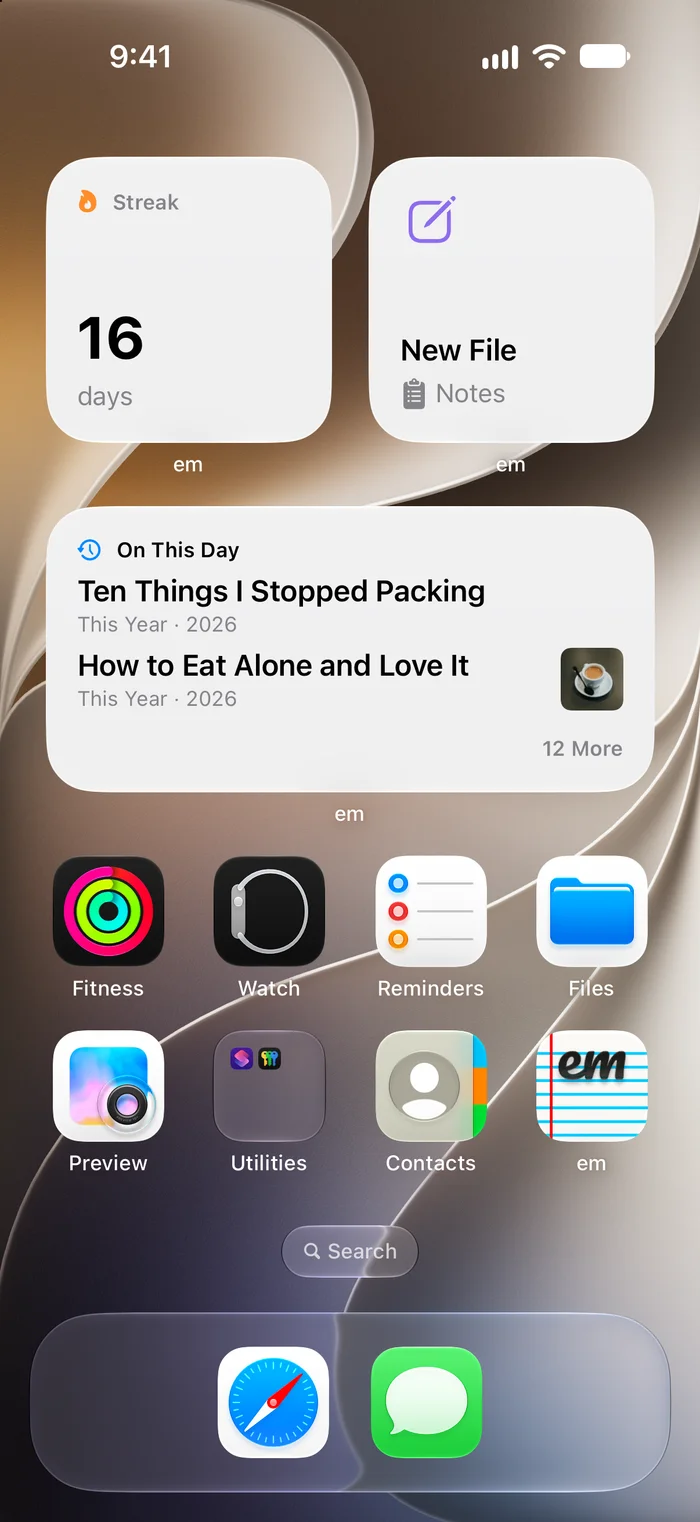 9:41
Streak
16
days
em
New File
Notes
em
On This Day
Ten Things I Stopped Packing
This Year · 2026
How to Eat Alone and Love It
This Year · 2026
12 More
em
Fitness
Watch
Reminders
Files
em
Preview
Utilities
Contacts
em
Search